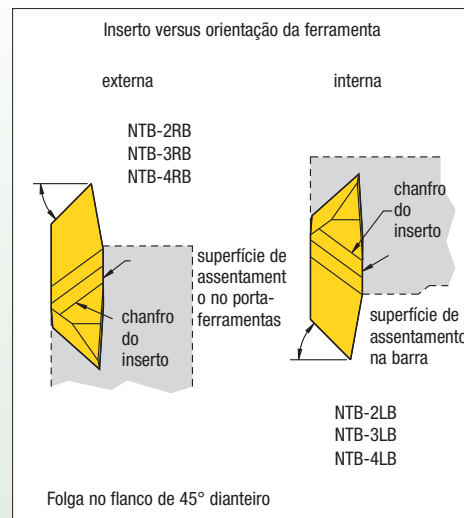 Inserto versus orientação da ferramenta
externa
NTB-2RB
NTB-3RB
NTB-4RB
superfície de
assentament
o no porta-
ferramentas
chanfro
do
inserto
interna
chanfro
do
inserto
superfície de
assentamento
na barra
NTB-2LB
NTB-3LB
NTB-4LB
Folga no flanco de 45° dianteiro